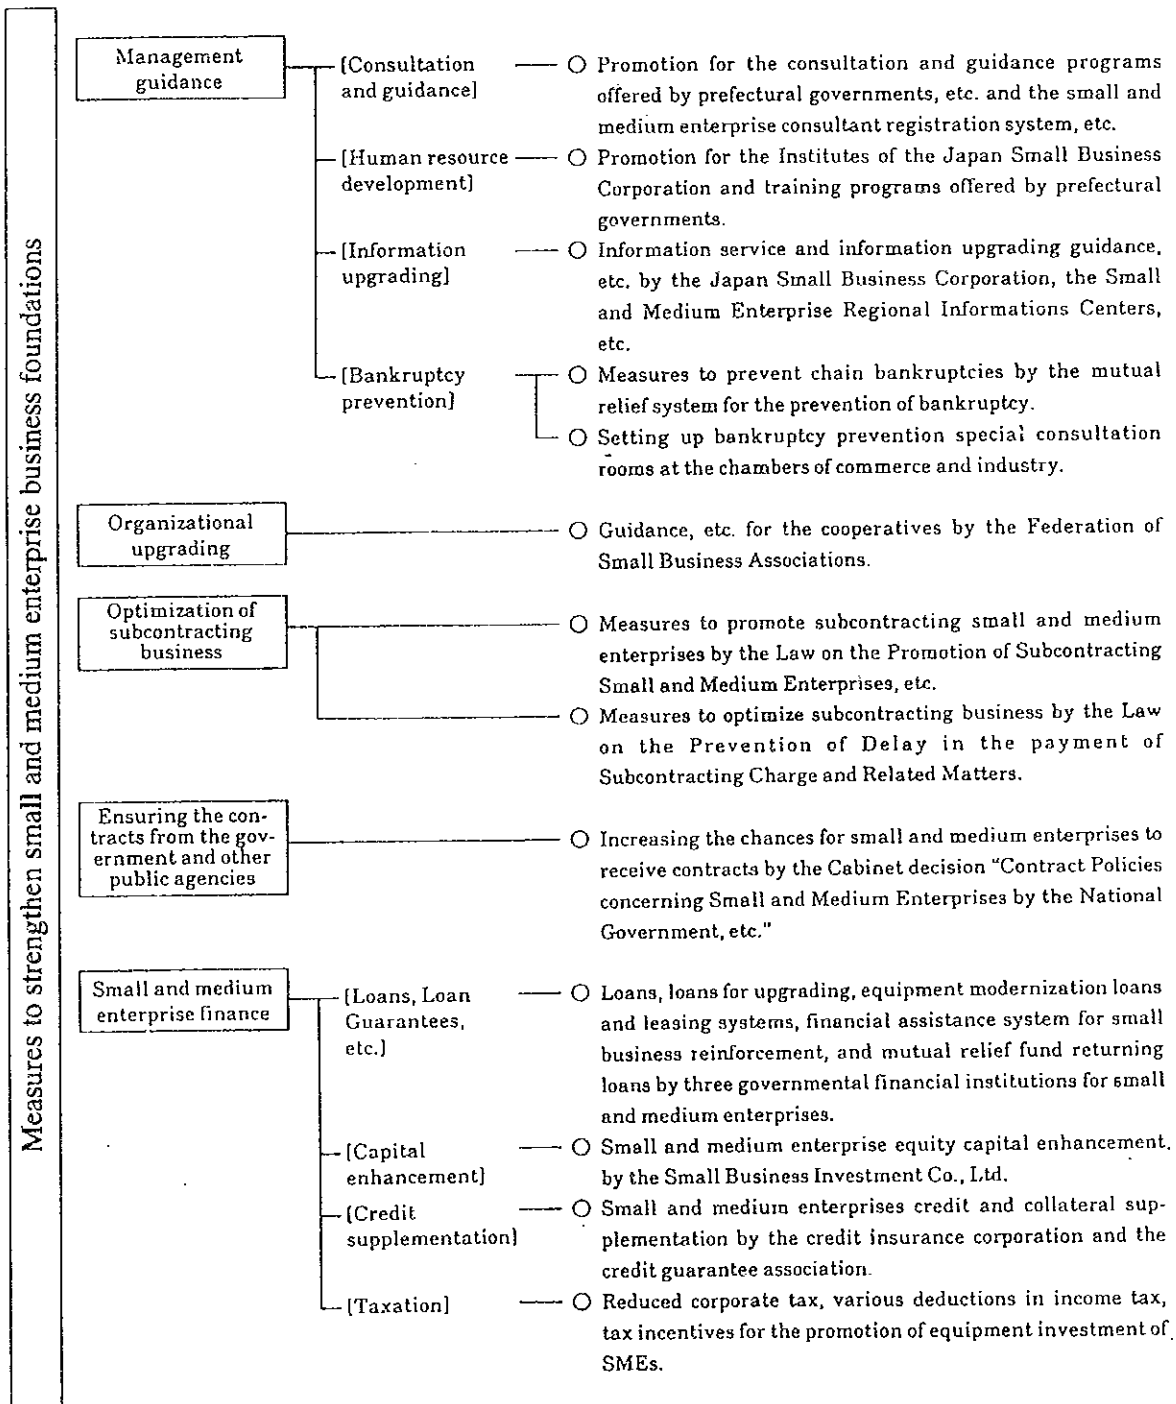 Measures to strengthen small and medium enterprise business foundations
Management
guidance
[Consultation
and guidance]
○ Promotion for the consultation and guidance programs
offered by prefectural governments, etc. and the small and
medium enterprise consultant registration system, etc.
[Human resource
development]
○ Promotion for the Institutes of the Japan Small Business
Corporation and training programs offered by prefectural
governments.
[Information
upgrading]
○ Information service and information upgrading guidance,
etc. by the Japan Small Business Corporation, the Small
and Medium Enterprise Regional Informations Centers,
etc.
[Bankruptcy
prevention]
○ Measures to prevent chain bankruptcies by the mutual
relief system for the prevention of bankruptcy.
○ Setting up bankruptcy prevention special consultation
rooms at the chambers of commerce and industry.
Organizational
upgrading
○ Guidance, etc. for the cooperatives by the Federation of
Small Business Associations.
Optimization of
subcontracting
business
○ Measures to promote subcontracting small and medium
enterprises by the Law on the Promotion of Subcontracting
Small and Medium Enterprises, etc.
○ Measures to optimize subcontracting business by the Law
on the Prevention of Delay in the payment of
Subcontracting Charge and Related Matters.
Ensuring the con-
tracts from the gov-
ernment and other
public agencies
○ Increasing the chances for small and medium enterprises to
receive contracts by the Cabinet decision "Contract Policies
concerning Small and Medium Enterprises by the National
Government, etc."
Small and medium
enterprise finance
[Loans, Loan
Guarantees,
etc.]
○ Loans, loans for upgrading, equipment modernization loans
and leasing systems, financial assistance system for small
business reinforcement, and mutual relief fund returning
loans by three governmental financial institutions for small
and medium enterprises.
[Capital
enhancement]
○ Small and medium enterprise equity capital enhancement.
by the Small Business Investment Co., Ltd.
[Credit
supplementation]
○ Small and medium enterprises credit and collateral sup-
plementation by the credit insurance corporation and the
credit guarantee association.
[Taxation]
○ Reduced corporate tax, various deductions in income tax,
tax incentives for the promotion of equipment investment of
SMEs.